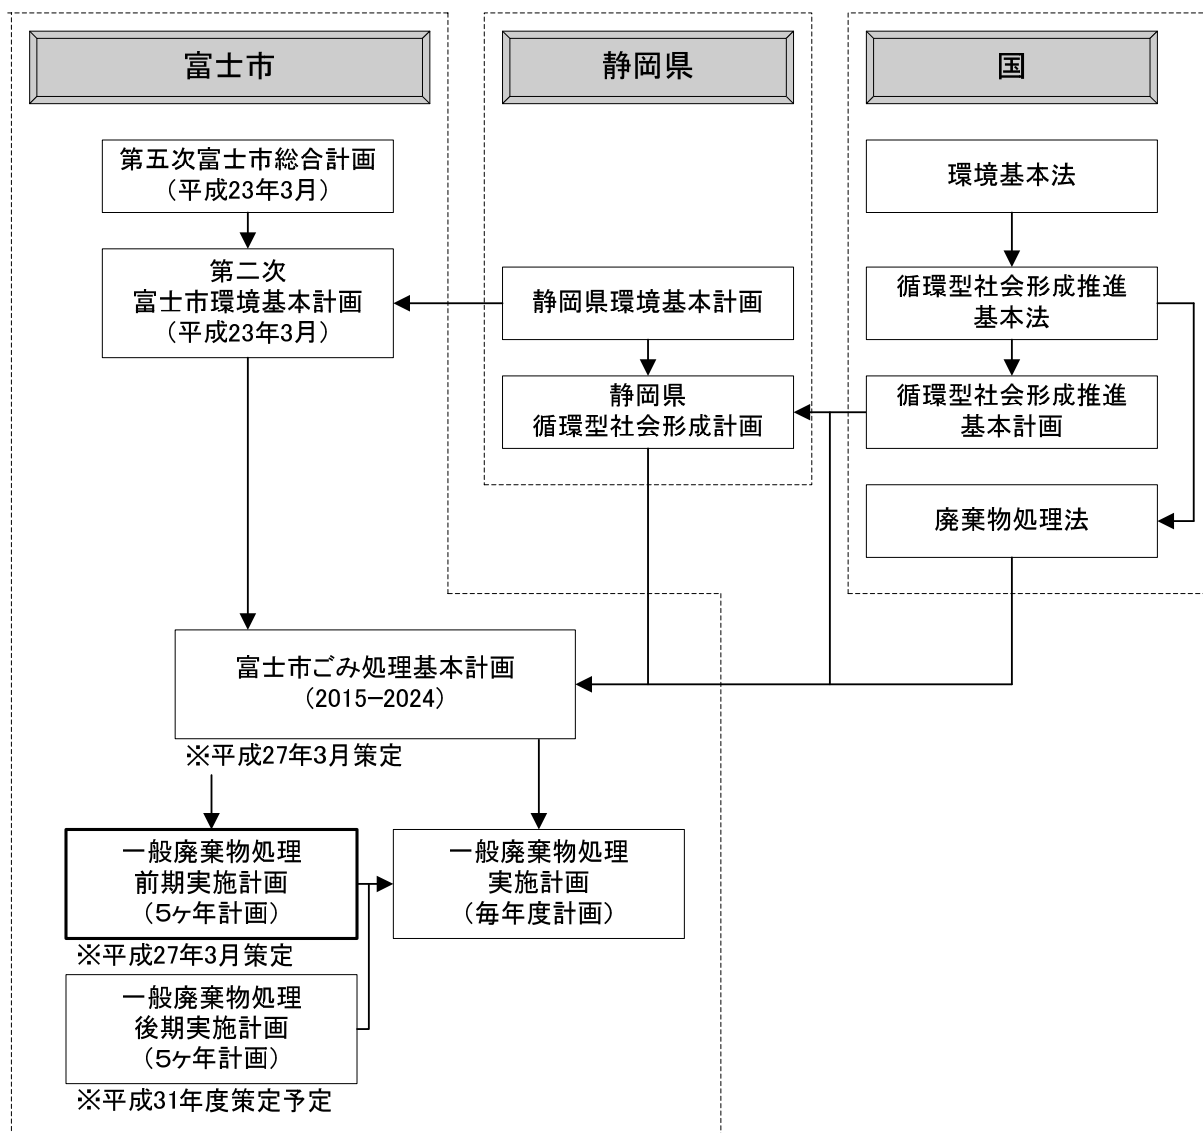 富士市
第五次富士市総合計画
（平成23年3月）
第二次
富士市環境基本計画
（平成23年3月）
静岡県
静岡県環境基本計画
静岡県
循環型社会形成計画
国
環境基本法
循環型社会形成推進
基本法
循環型社会形成推進
基本計画
廃棄物処理法
富士市ごみ処理基本計画
（2015－2024）
※平成27年3月策定
一般廃棄物処理
前期実施計画
（5ヶ年計画）
※平成27年3月策定
一般廃棄物処理
実施計画
（毎年度計画）
一般廃棄物処理
後期実施計画
（5ヶ年計画）
※平成31年度策定予定